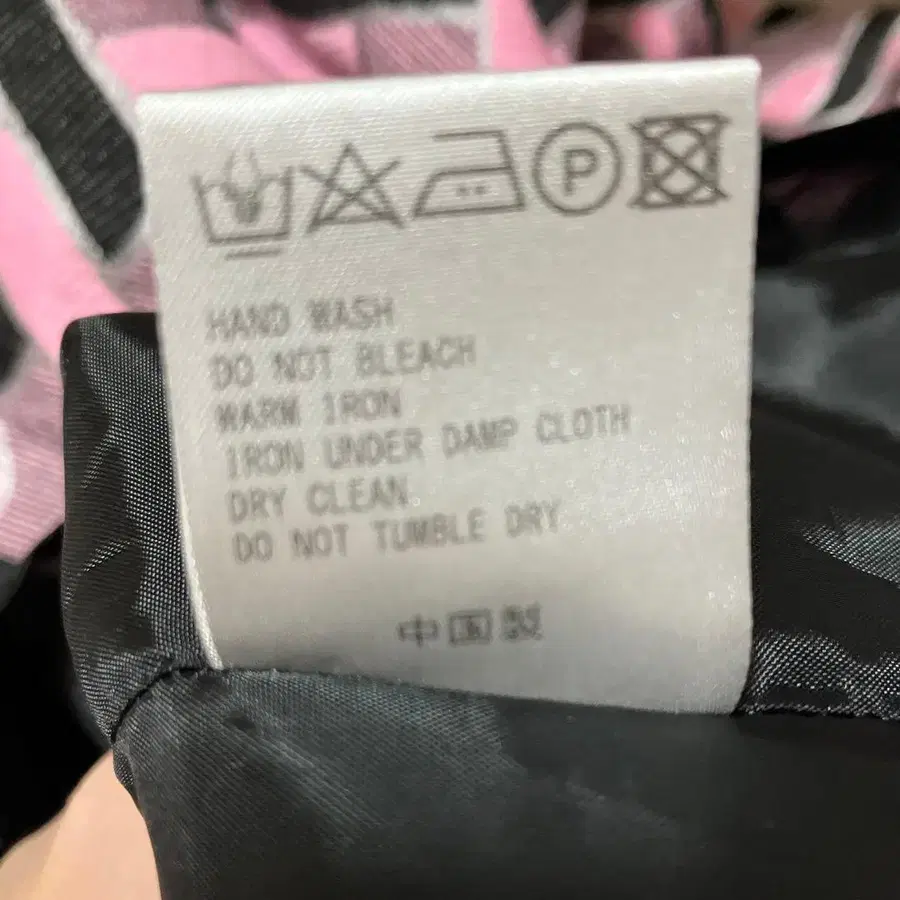 P
HAND WASH
DO NOT BLEACH
WARM IRON
IRON UNDER DAMP CLOTH
DRY CLEAN
DO NOT TUMBLE DRY
中国製